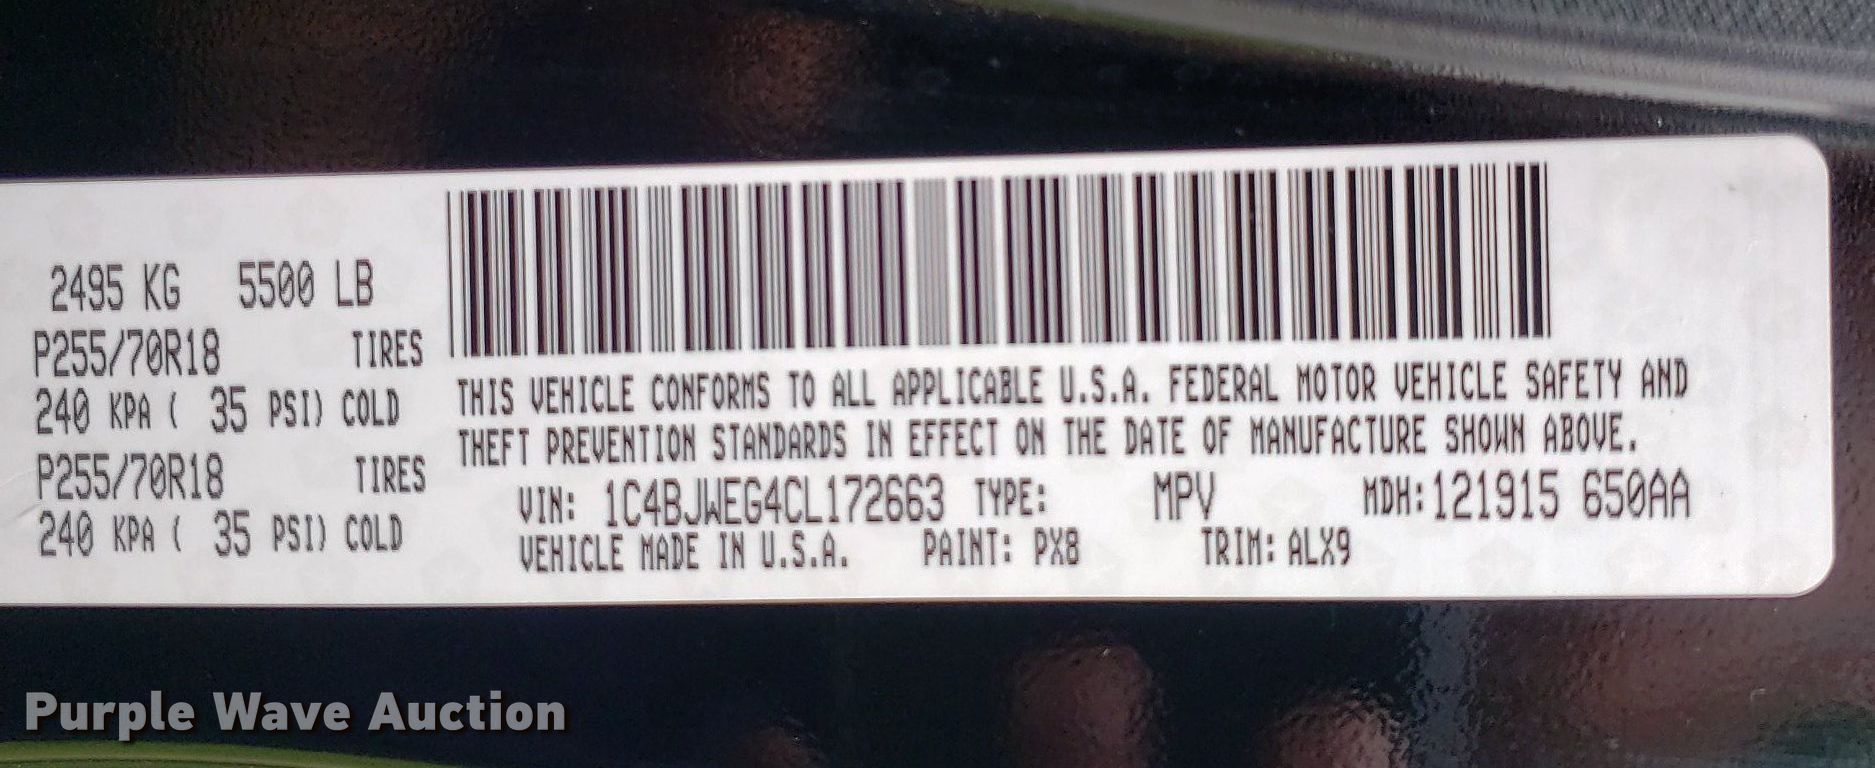 2495 KG 5500 LB
P255/70R18 TIRES
240 KPA ( 35 PSI) COLD
P255/70R18 TIRES
240 KPA ( 35 PSI) COLD
THIS VEHICLE CONFORMS TO ALL APPLICABLE U.S.A. FEDERAL MOTOR VEHICLE SAFETY AND
THEFT PREVENTION STANDARDS IN EFFECT ON THE DATE OF MANUFACTURE SHOWN ABOVE.
VIN: 1C4BJWEG4CL172663 TYPE: MPV MDH: 121915 650AA
VEHICLE MADE IN U.S.A. PAINT: PX8 TRIM: ALX9
Purple Wave Auction